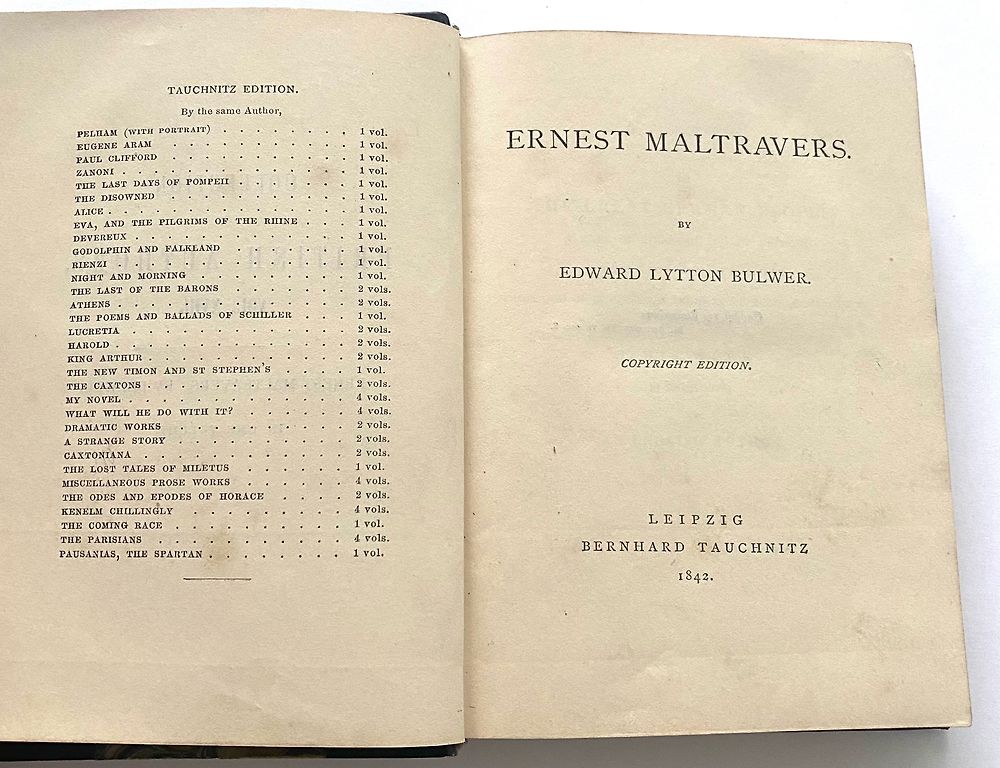 TAUCHNITZ EDITION.
By the same Author,
PELHAM (WITH PORTRAIT) . . . . . . . . 1 vol.
EUGENE ARAM . . . . . . . . . . . 1 vol.
PAUL CLIFFORD . . . . . . . . . . . 1 vol.
ZANONI . . . . . . . . . . . . . . 1 vol.
THE LAST DAYS OF POMPEII . . . . . . . 1 vol.
THE DISOWNED . . . . . . . . . . . 1 vol.
ALICE . . . . . . . . . . . . . . . 1 vol.
EVA, AND THE PILGRIMS OF THE RHINE . . . 1 vol.
DEVEREUX . . . . . . . . . . . . . 1 vol.
GODOLPHIN AND FALKLAND . . . . . . . 1 vol.
RIENZI . . . . . . . . . . . . . . 1 vol.
NIGHT AND MORNING . . . . . . . . . 1 vol.
THE LAST OF THE BARONS . . . . . . . 2 vols.
ATHENS . . . . . . . . . . . . . . 2 vols.
THE POEMS AND BALLADS OF SCHILLER . . . . 1 vol.
LUCRETIA . . . . . . . . . . . . . 2 vols.
HAROLD . . . . . . . . . . . . . . 2 vols.
KING ARTHUR . . . . . . . . . . . . 2 vols.
THE NEW TIMON AND ST STEPHEN'S . . . . 1 vol.
THE CAXTONS . . . . . . . . . . . . 2 vols.
MY NOVEL . . . . . . . . . . . . . 4 vols.
WHAT WILL HE DO WITH IT? . . . . . . 4 vols.
DRAMATIC WORKS . . . . . . . . . . . 2 vols.
A STRANGE STORY . . . . . . . . . . 2 vols.
CAXTONIANA . . . . . . . . . . . . 2 vols.
THE LOST TALES OF MILETUS . . . . . . 1 vol.
MISCELLANEOUS PROSE WORKS . . . . . . 4 vols.
THE ODES AND EPODES OF HORACE . . . . 2 vols.
KENELM CHILLINGLY . . . . . . . . . . 4 vols.
THE COMING RACE . . . . . . . . . . 1 vol.
THE PARISIANS . . . . . . . . . . . 4 vols.
PAUSANIAS, THE SPARTAN . . . . . . . . 1 vol.
ERNEST MALTRAVERS.
BY
EDWARD LYTTON BULWER.
COPYRIGHT EDITION.
LEIPZIG
BERNHARD TAUCHNITZ
1842.